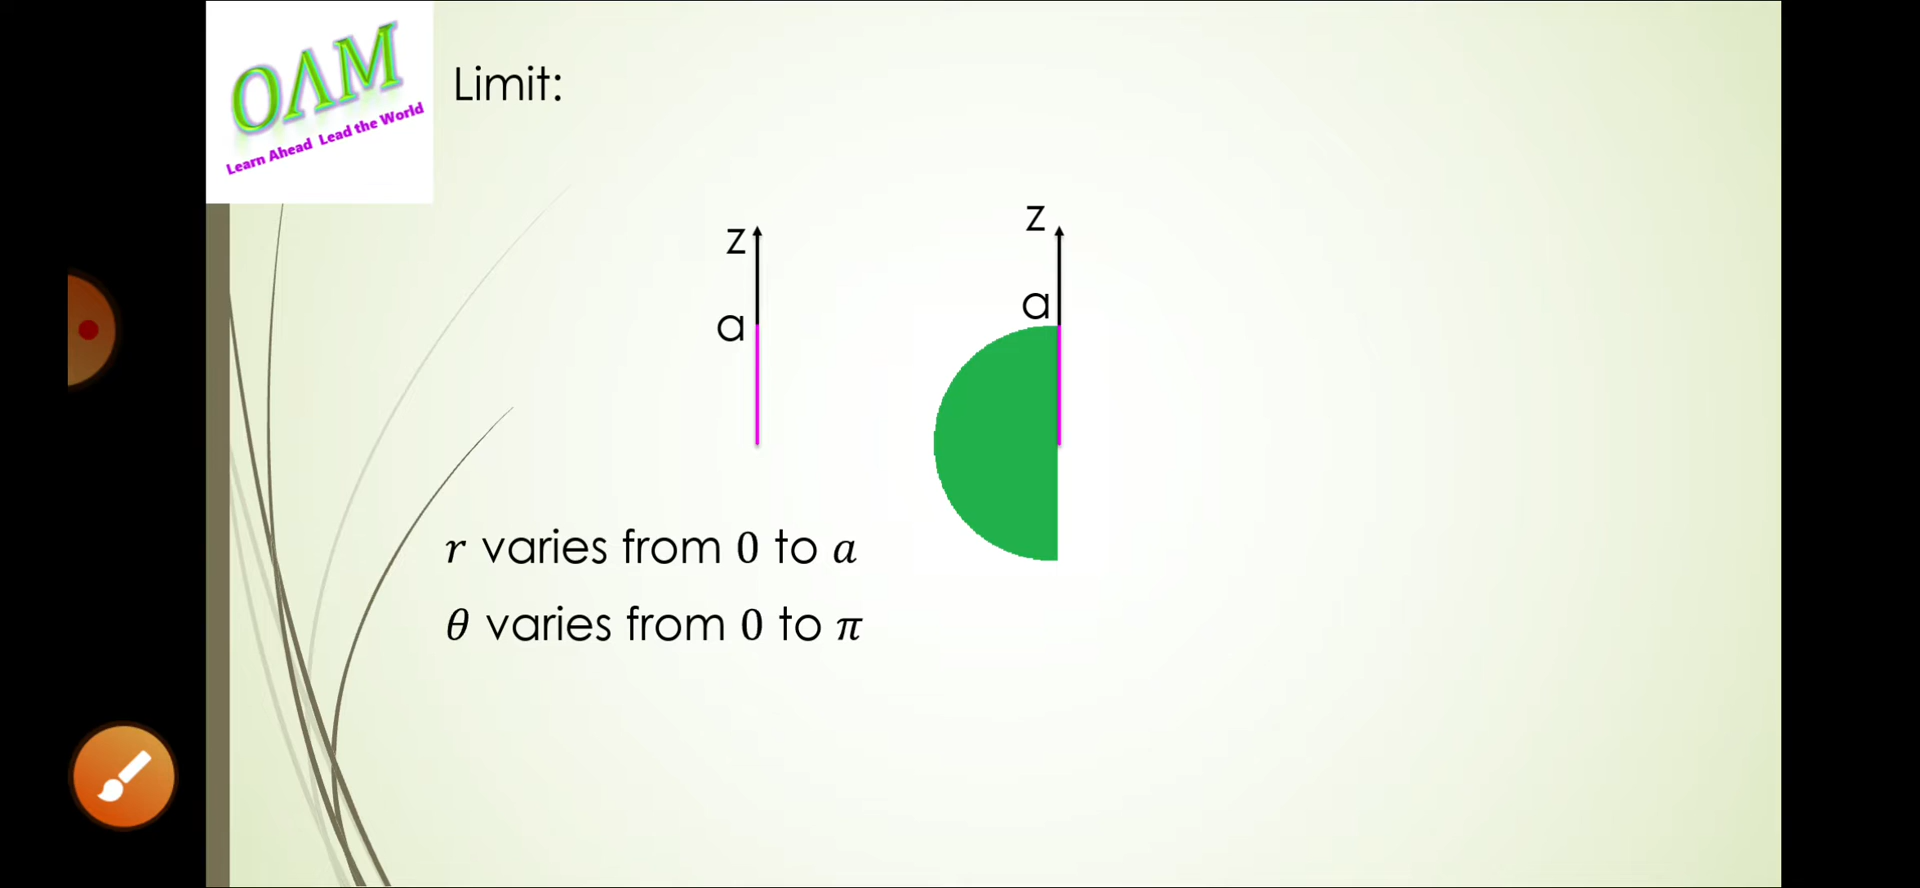 OΛM
Learn Ahead Lead the World
Limit:
z
a
z
a
r varies from 0 to a
θ varies from 0 to π